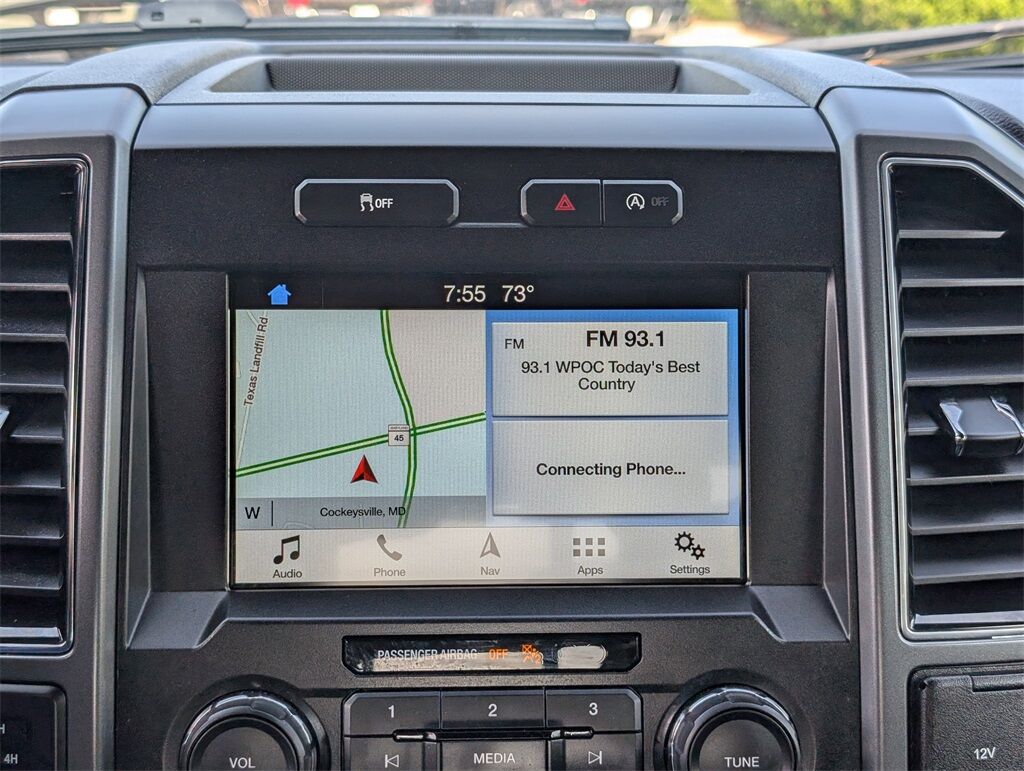 OFF
A OFF
7:55 73°
Texas Landfill Rd
FM
FM 93.1
93.1 WPOC Today's Best
Country
MARYLAND
45
Connecting Phone...
W
Cockeysville, MD
Audio
Phone
Nav
Apps
Settings
PASSENGER AIRBAG OFF
1
2
3
VOL
MEDIA
TUNE
H
4H
12V